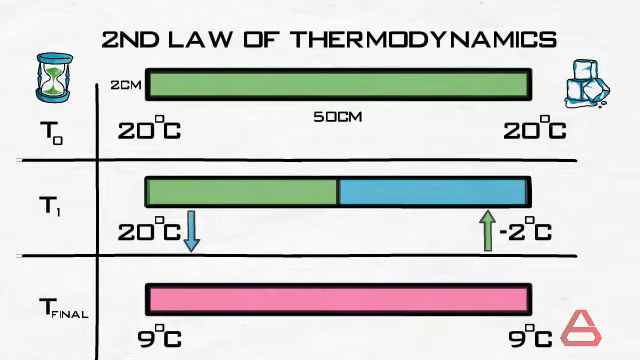 2ND LAW OF THERMODYNAMICS
2CM
50CM
T0 20°C 20°C
T1 20°C -2°C
TFINAL 9°C 9°C